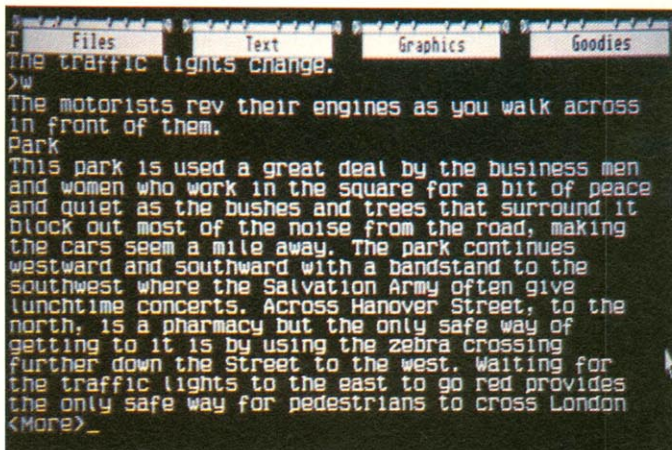 Files Text Graphics Goodies
T
The traffic lights change.
>w
The motorists rev their engines as you walk across
in front of them.
Park
This park is used a great deal by the business men
and women who work in the square for a bit of peace
and quiet as the bushes and trees that surround it
block out most of the noise from the road, making
the cars seem a mile away. The park continues
westward and southward with a bandstand to the
southwest where the Salvation Army often give
lunchtime concerts. Across Hanover Street, to the
north, is a pharmacy but the only safe way of
getting to it is by using the zebra crossing
further down the Street to the west. Waiting for
the traffic lights to the east to go red provides
the only safe way for pedestrians to cross London
<More>_